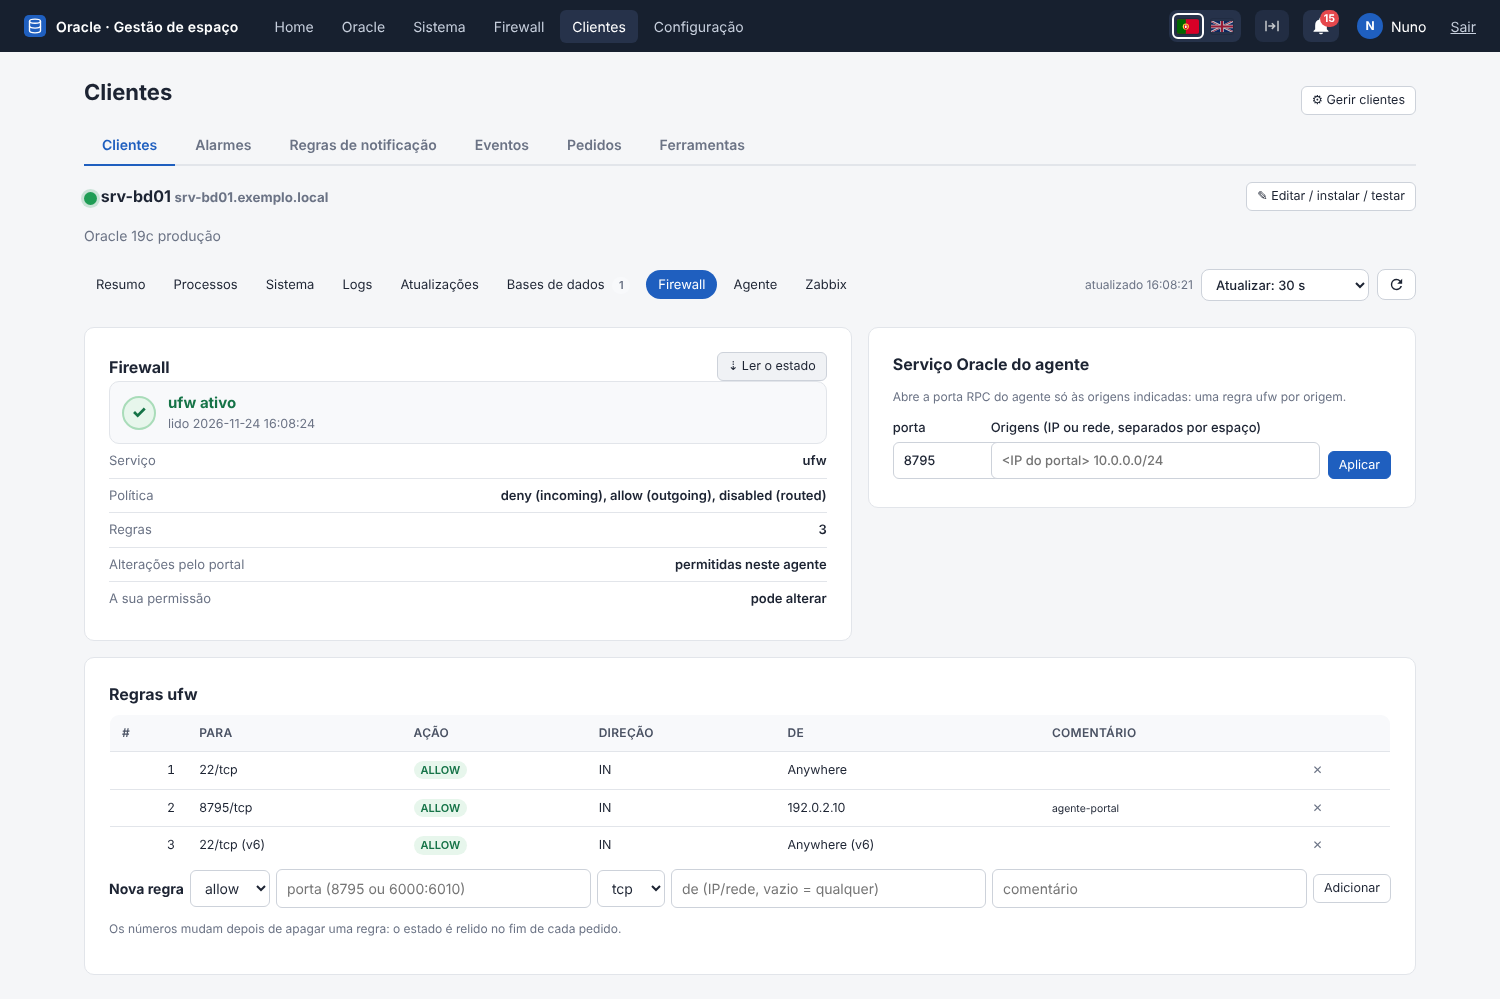 Oracle · Gestão de espaço Home Oracle Sistema Firewall Clientes Configuração 15 N Nuno Sair
Clientes
⚙ Gerir clientes
Clientes Alarmes Regras de notificação Eventos Pedidos Ferramentas
srv-bd01 srv-bd01.exemplo.local
✎ Editar / instalar / testar
Oracle 19c produção
Resumo Processos Sistema Logs Atualizações Bases de dados 1 Firewall Agente Zabbix atualizado 16:08:21 Atualizar: 30 s
Firewall
⇣ Ler o estado
ufw ativo
lido 2026-11-24 16:08:24
Serviço ufw
Política deny (incoming), allow (outgoing), disabled (routed)
Regras 3
Alterações pelo portal permitidas neste agente
A sua permissão pode alterar
Serviço Oracle do agente
Abre a porta RPC do agente só às origens indicadas: uma regra ufw por origem.
porta Origens (IP ou rede, separados por espaço)
8795 <IP do portal> 10.0.0.0/24 Aplicar
Regras ufw
# PARA AÇÃO DIREÇÃO DE COMENTÁRIO
1 22/tcp ALLOW IN Anywhere ✕
2 8795/tcp ALLOW IN 192.0.2.10 agente-portal ✕
3 22/tcp (v6) ALLOW IN Anywhere (v6) ✕
Nova regra allow porta (8795 ou 6000:6010) tcp de (IP/rede, vazio = qualquer) comentário Adicionar
Os números mudam depois de apagar uma regra: o estado é relido no fim de cada pedido.